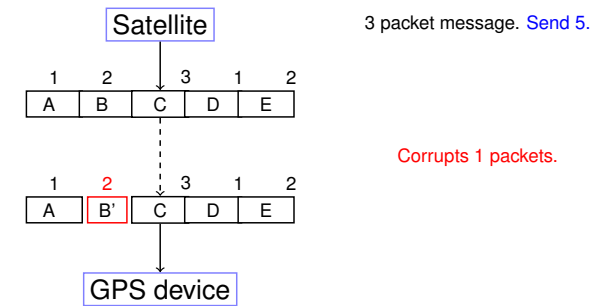 Satellite
3 packet message. Send 5.
1 2 3 1 2
A B C D E
Corrupts 1 packets.
1 2 3 1 2
A B' C D E
GPS device